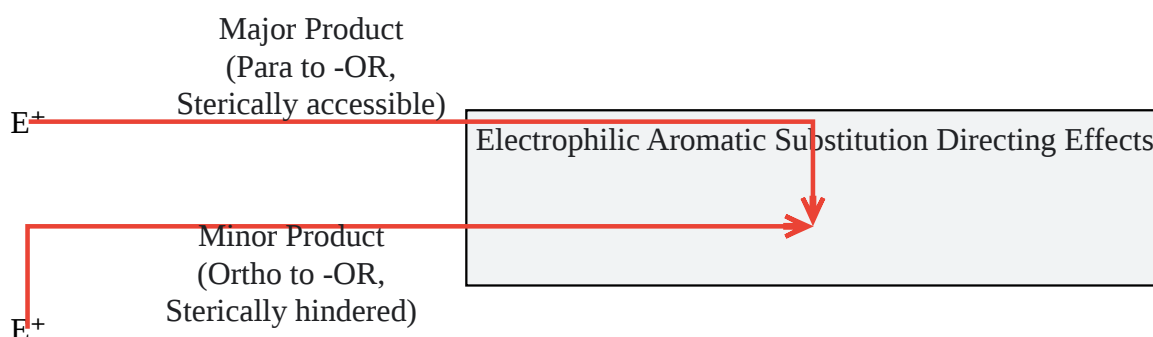 Major Product
(Para to -OR,
Sterically accessible)
E⁺
Electrophilic Aromatic Substitution Directing Effects
Minor Product
(Ortho to -OR,
Sterically hindered)
E⁺